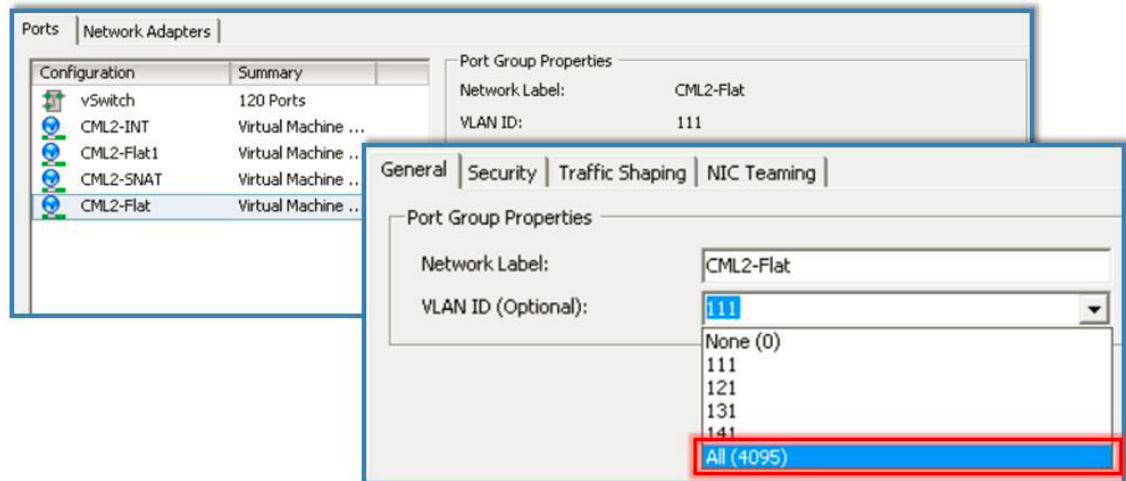 Ports Network Adapters
Configuration Summary
vSwitch 120 Ports
CML2-INT Virtual Machine ...
CML2-Flat1 Virtual Machine ..
CML2-SNAT Virtual Machine ..
CML2-Flat Virtual Machine ..
Port Group Properties
Network Label: CML2-Flat
VLAN ID: 111
General Security Traffic Shaping NIC Teaming
Port Group Properties
Network Label: CML2-Flat
VLAN ID (Optional): 111
None (0)
111
121
131
141
All (4095)